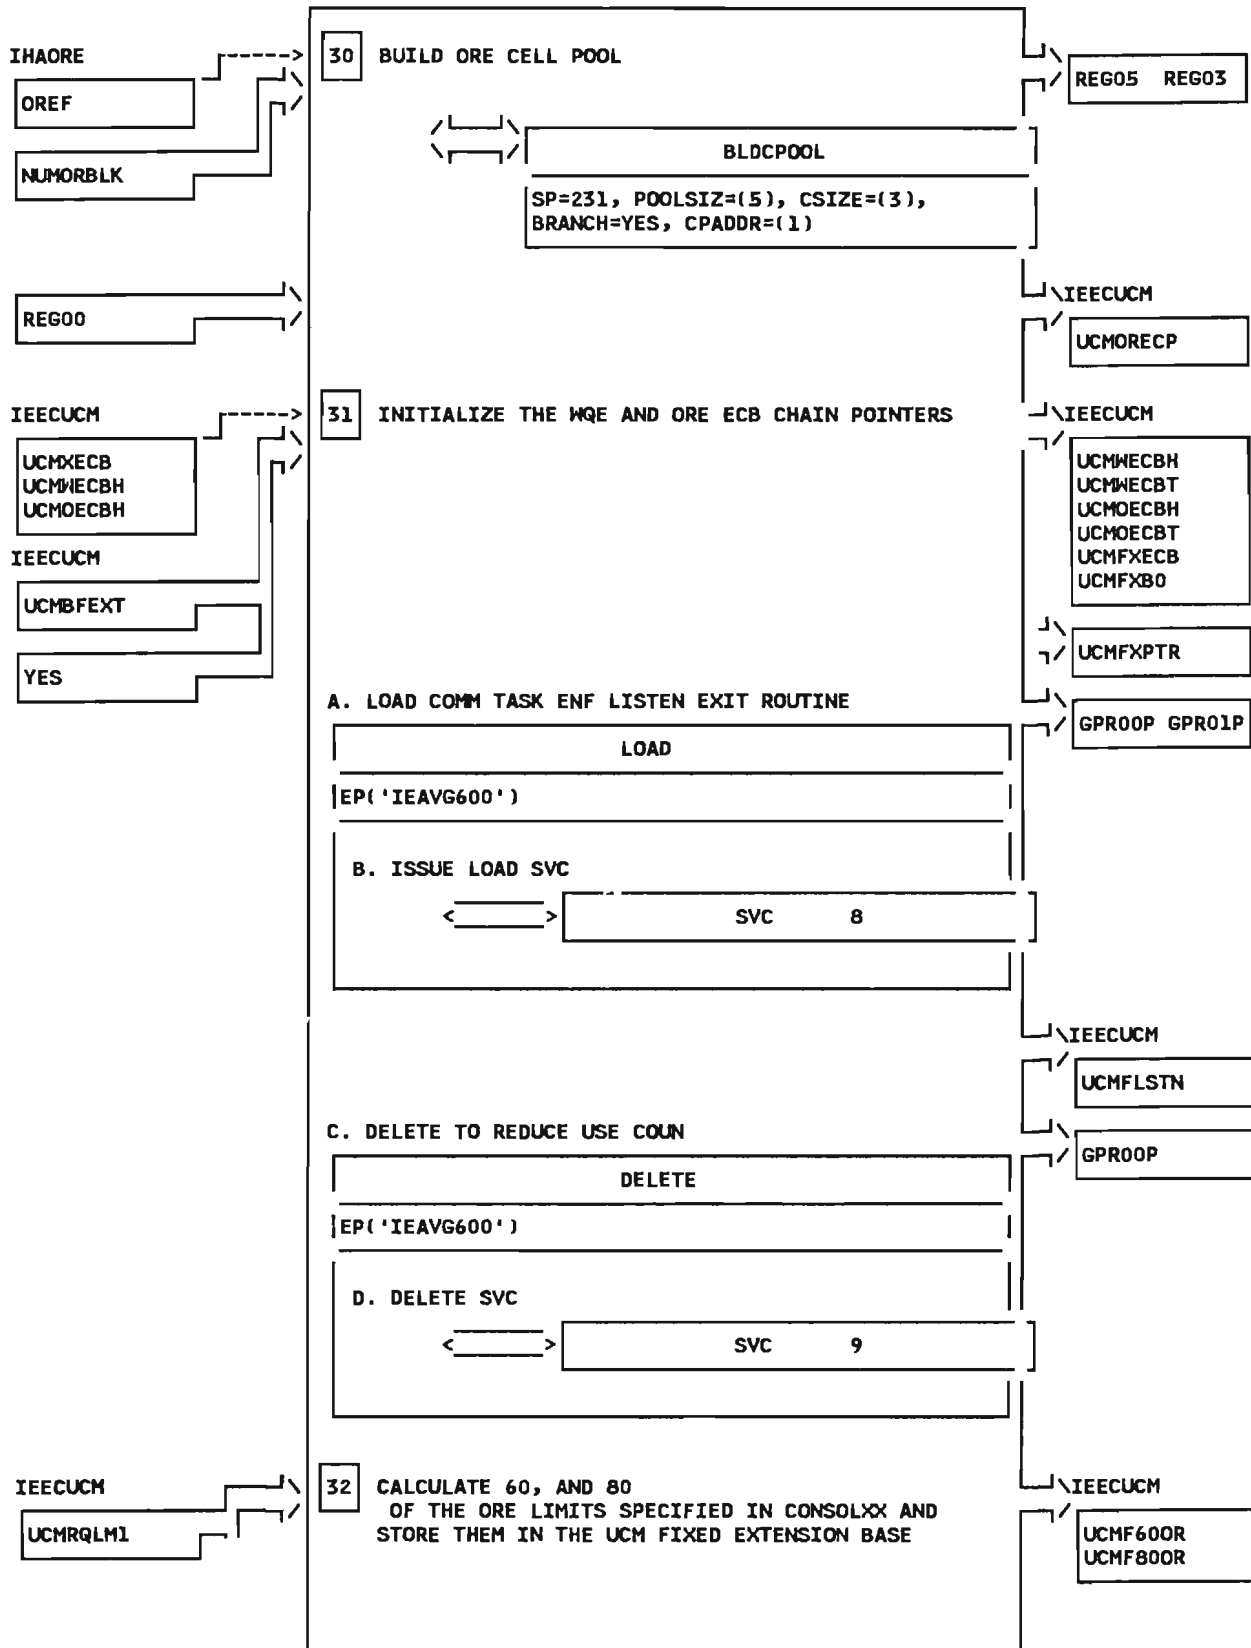 IHAORE
30 BUILD ORE CELL POOL
REG05 REG03
OREF
BLDCPOOL
NUMORBLK
SP=231, POOLSIZ=(5), CSIZE=(3),
BRANCH=YES, CPADDR=(1)
REG00
IEECUCM
UCMORECP
IEECUCM
31 INITIALIZE THE WQE AND ORE ECB CHAIN POINTERS
IEECUCM
UCMXECB
UCMWECBH
UCMOECBH
UCMWECBH
UCMWECBT
UCMOECBH
UCMOECBT
UCMFXECB
UCMFXB0
IEECUCM
UCMBFEXT
UCMFXPTR
YES
A. LOAD COMM TASK ENF LISTEN EXIT ROUTINE
GPR00P GPR01P
LOAD
EP('IEAVG600')
B. ISSUE LOAD SVC
SVC 8
IEECUCM
UCMFLSTN
C. DELETE TO REDUCE USE COUN
GPR00P
DELETE
EP('IEAVG600')
D. DELETE SVC
SVC 9
IEECUCM
32 CALCULATE 60, AND 80
OF THE ORE LIMITS SPECIFIED IN CONSOLXX AND
STORE THEM IN THE UCM FIXED EXTENSION BASE
IEECUCM
UCMRQLM1
UCMF60OR
UCMF80OR